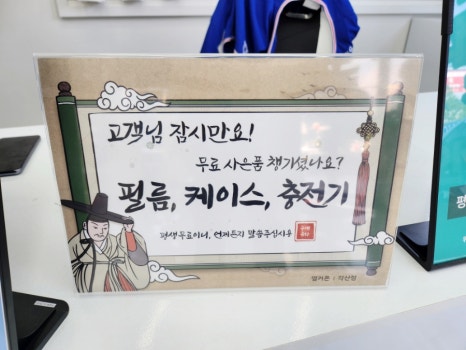 고객님 잠시만요!
무료 사은품 챙기셨나요?
필름, 케이스, 충전기
평생무료이니, 언제든지 말씀주십시옹